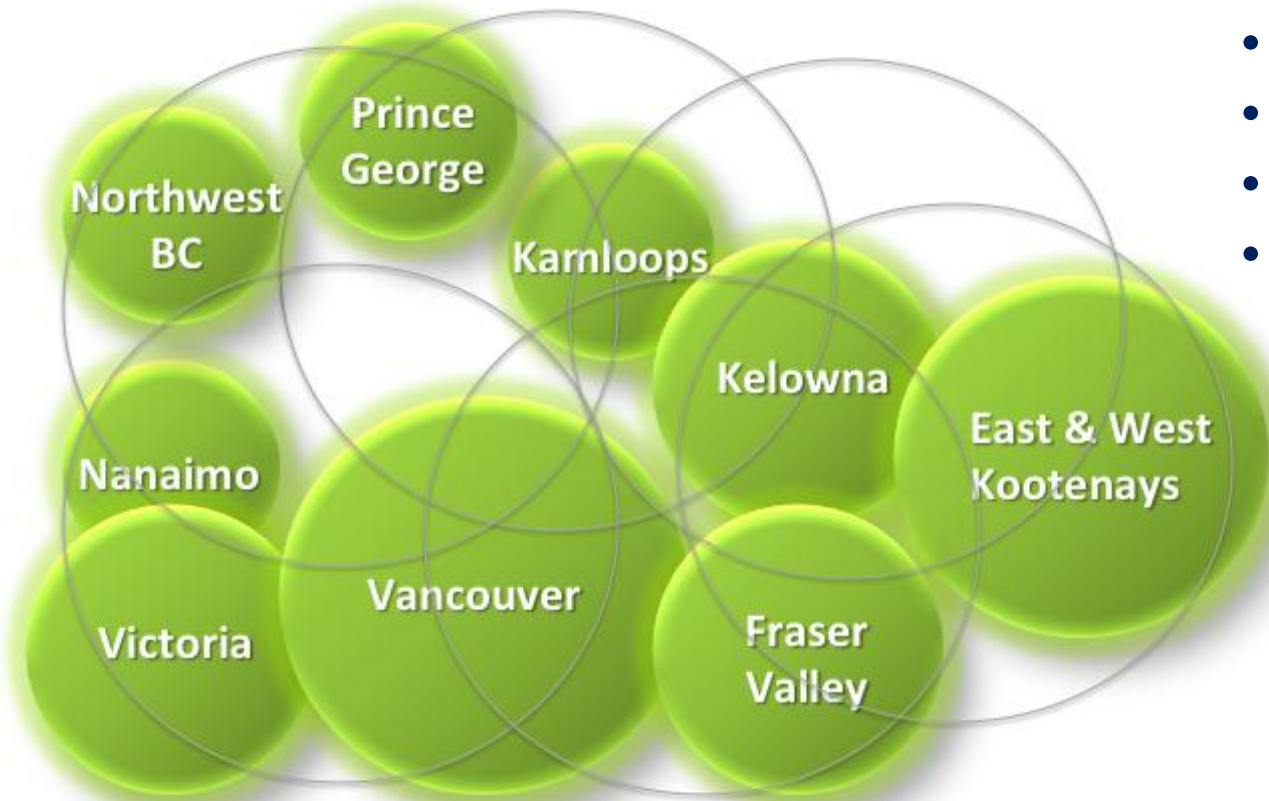 Prince
George
Northwest
BC
Kamloops
Kelowna
East & West
Kootenays
Nanaimo
Vancouver
Victoria
Fraser
Valley